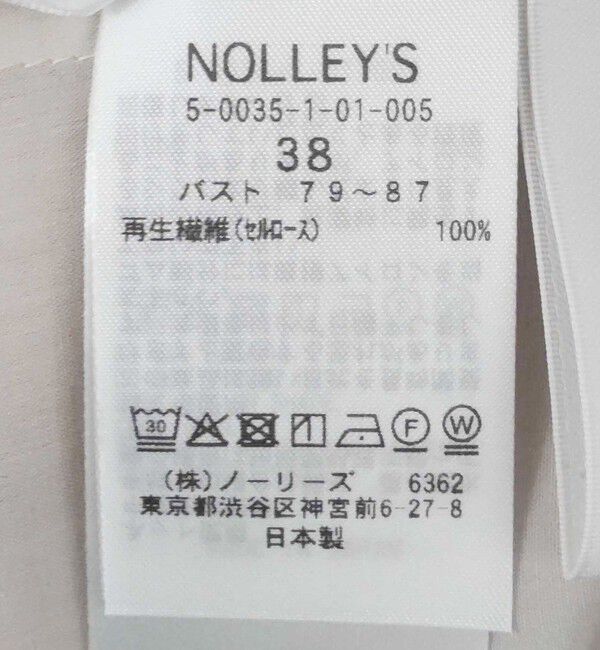 NOLLEY'S
5-0035-1-01-005
38
バスト 79~87
再生繊維(セルロース) 100%
30 F W
(株)ノーリーズ 6362
東京都渋谷区神宮前6-27-8
日本製